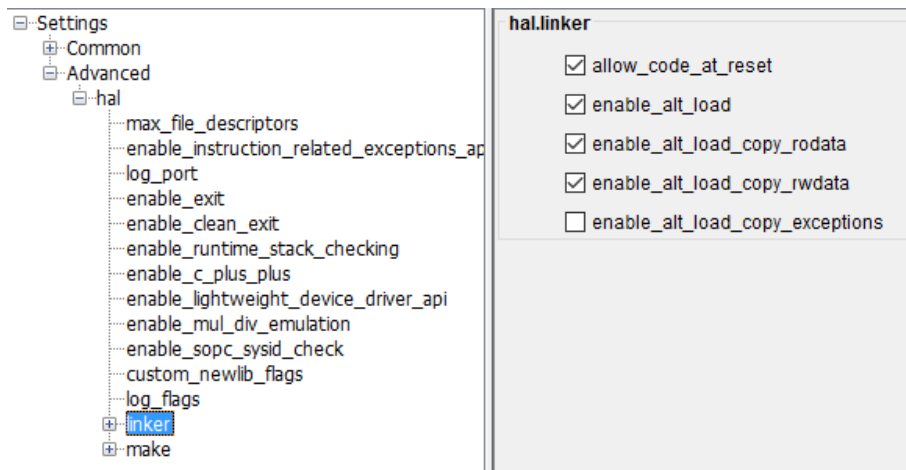 Settings
Common
Advanced
hal
max_file_descriptors
enable_instruction_related_exceptions_ap
log_port
enable_exit
enable_clean_exit
enable_runtime_stack_checking
enable_c_plus_plus
enable_lightweight_device_driver_api
enable_mul_div_emulation
enable_sopc_sysid_check
custom_newlib_flags
log_flags
linker
make
hal.linker
allow_code_at_reset
enable_alt_load
enable_alt_load_copy_rodata
enable_alt_load_copy_rwdata
enable_alt_load_copy_exceptions